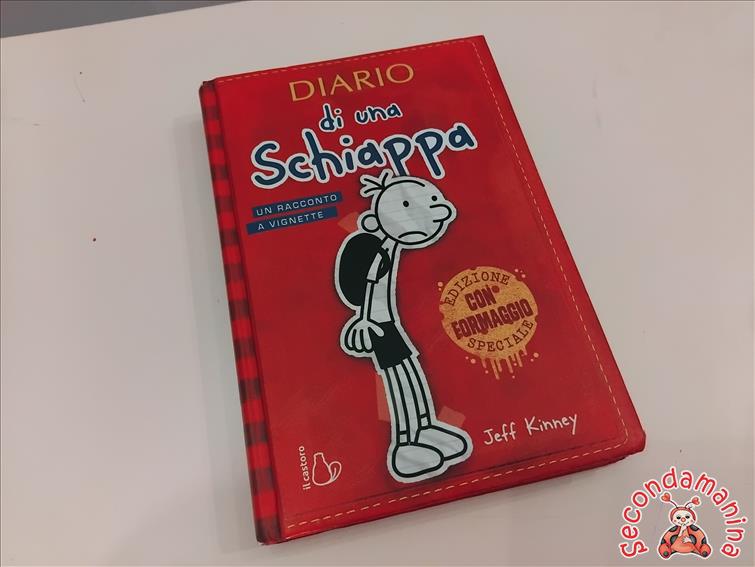 DIARIO
di una
Schiappa
UN RACCONTO
A VIGNETTE
EDIZIONE
CON
FORMAGGIO
SPECIALE
Jeff Kinney
il castoro
Secondamanina